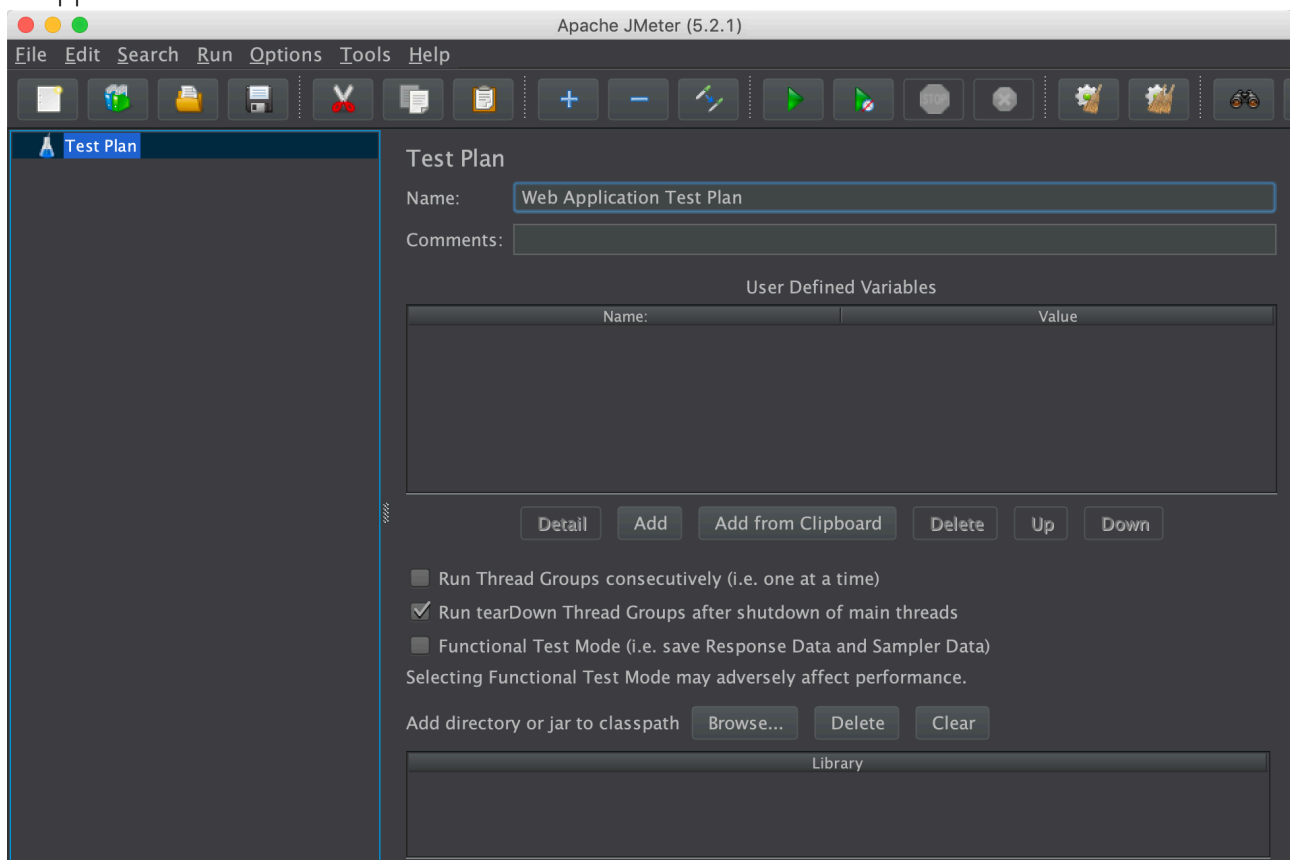 Apache JMeter (5.2.1)
File Edit Search Run Options Tools Help
STOP
Test Plan
Test Plan
Name: Web Application Test Plan
Comments:
User Defined Variables
Name: Value
Detail Add Add from Clipboard Delete Up Down
Run Thread Groups consecutively (i.e. one at a time)
Run tearDown Thread Groups after shutdown of main threads
Functional Test Mode (i.e. save Response Data and Sampler Data)
Selecting Functional Test Mode may adversely affect performance.
Add directory or jar to classpath Browse... Delete Clear
Library